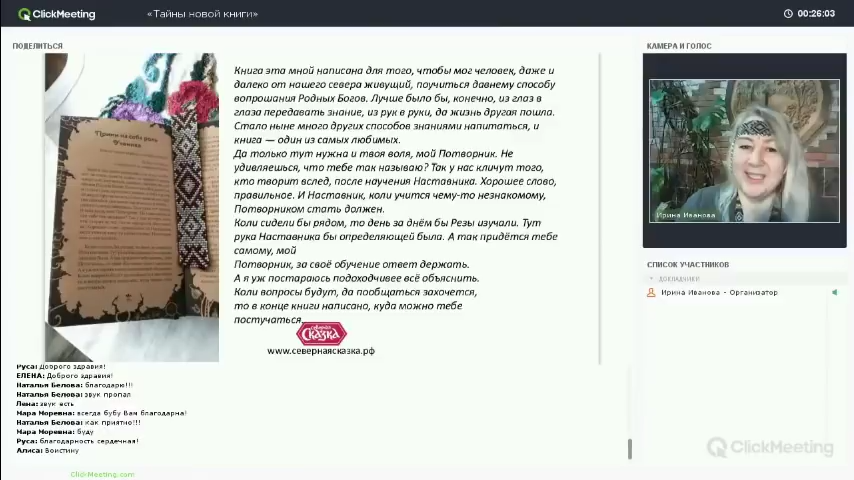 ClickMeeting
«Тайны новой книги»
00:26:03
ПОДЕЛИТЬСЯ
Книга эта мной написана для того, чтобы мог человек, даже и
далеко от нашего севера живущий, поучиться давнему способу
вопрошания Родных Богов. Лучше было бы, конечно, из глаз в
глаза передавать знание, из рук в руки, да жизнь другая пошла.
Стало ныне много других способов знаниями напитаться, и
книга — один из самых любимых.
Да только тут нужна и твоя воля, мой Потворник. Не
удивляешься, что тебе так называю? Так у нас кличут того,
кто творит вслед, после научения Наставника. Хорошее слово,
правильное. И Наставник, коли учится чему-то незнакомому,
Потворником стать должен.
Коли сидели бы рядом, то день за днём бы Резы изучали. Тут
рука Наставника бы определяющей была. А так придётся тебе
самому, мой
Потворник, за своё обучение ответ держать.
А я уж постараюсь подоходчивее всё объяснить.
Коли вопросы будут, да пообщаться захочется,
то в конце книги написано, куда можно тебе
постучаться.
Северная
Сказка
www.севернаясказка.рф
Руса: Доброго здравия!
ЕЛЕНА: Доброго здравия!
Наталья Белова: благодарю!!!
Наталья Белова: звук пропал
Лена: звук есть
Мара Моревна: всегда бубу Вам благодарна!
Наталья Белова: как приятно!!!
Мара Моревна: буду
Руса: благодарность сердечная!
Алиса: Воистину
ClickMeeting.com
КАМЕРА И ГОЛОС
Ирина Иванова
СПИСОК УЧАСТНИКОВ
ДОКЛАДЧИКИ
Ирина Иванова - Организатор
ClickMeeting